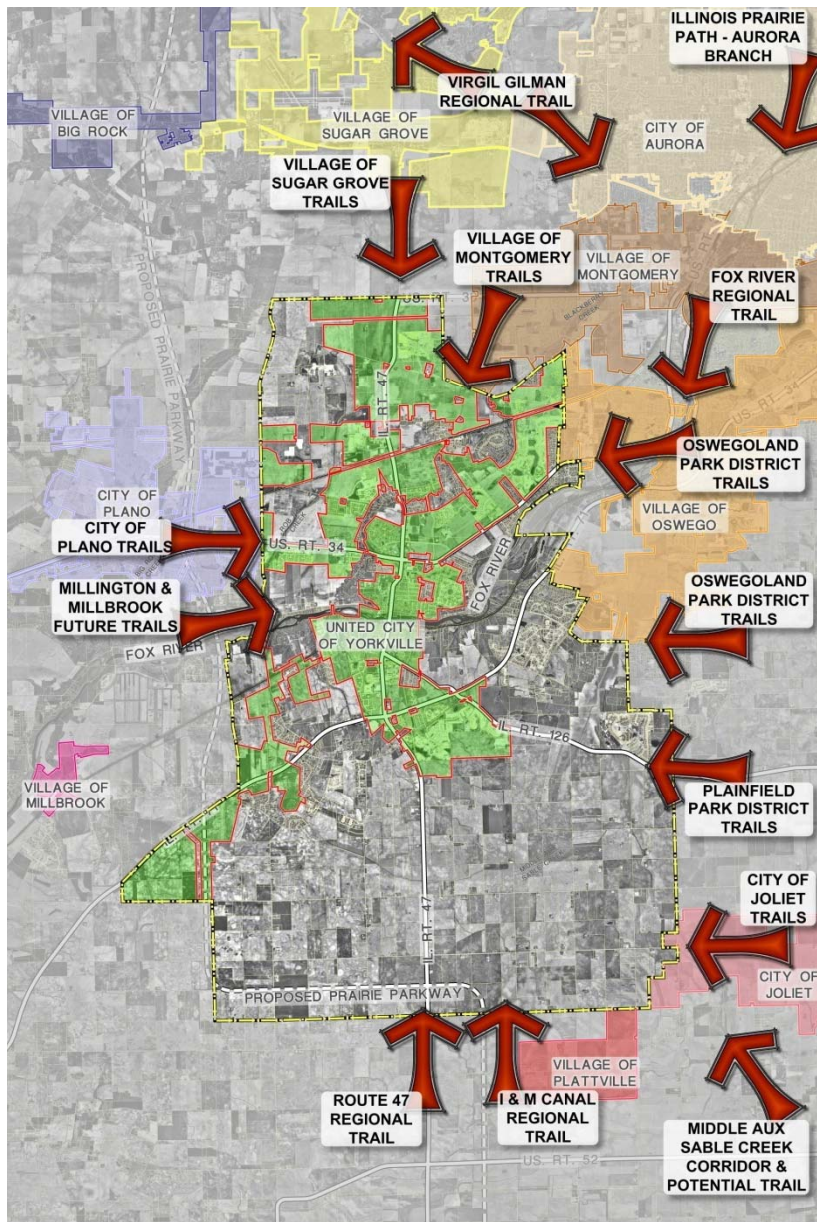 ILLINOIS PRAIRIE
PATH - AURORA
BRANCH
VIRGIL GILMAN
REGIONAL TRAIL
VILLAGE OF
BIG ROCK
VILLAGE OF
SUGAR GROVE
CITY OF
AURORA
VILLAGE OF
SUGAR GROVE
TRAILS
VILLAGE OF
MONTGOMERY
TRAILS
VILLAGE OF
MONTGOMERY
FOX RIVER
REGIONAL
TRAIL
PROPOSED PRAIRIE PARKWAY
BLACKBERRY
CREEK
IL. RT. 47
US. RT. 34
OSWEGOLAND
PARK DISTRICT
TRAILS
CITY OF
PLANO
CITY OF
PLANO TRAILS
US. RT. 34
VILLAGE OF
OSWEGO
FOX RIVER
MILLINGTON &
MILLBROOK
FUTURE TRAILS
OSWEGOLAND
PARK DISTRICT
TRAILS
UNITED CITY
OF YORKVILLE
FOX RIVER
IL. RT. 126
VILLAGE OF
MILLBROOK
PLAINFIELD
PARK DISTRICT
TRAILS
CITY OF
JOLIET
TRAILS
IL. RT. 47
CITY OF
JOLIET
PROPOSED PRAIRIE PARKWAY
VILLAGE OF
PLATTVILLE
ROUTE 47
REGIONAL
TRAIL
I & M CANAL
REGIONAL
TRAIL
MIDDLE AUX
SABLE CREEK
CORRIDOR &
POTENTIAL TRAIL
US. RT. 52